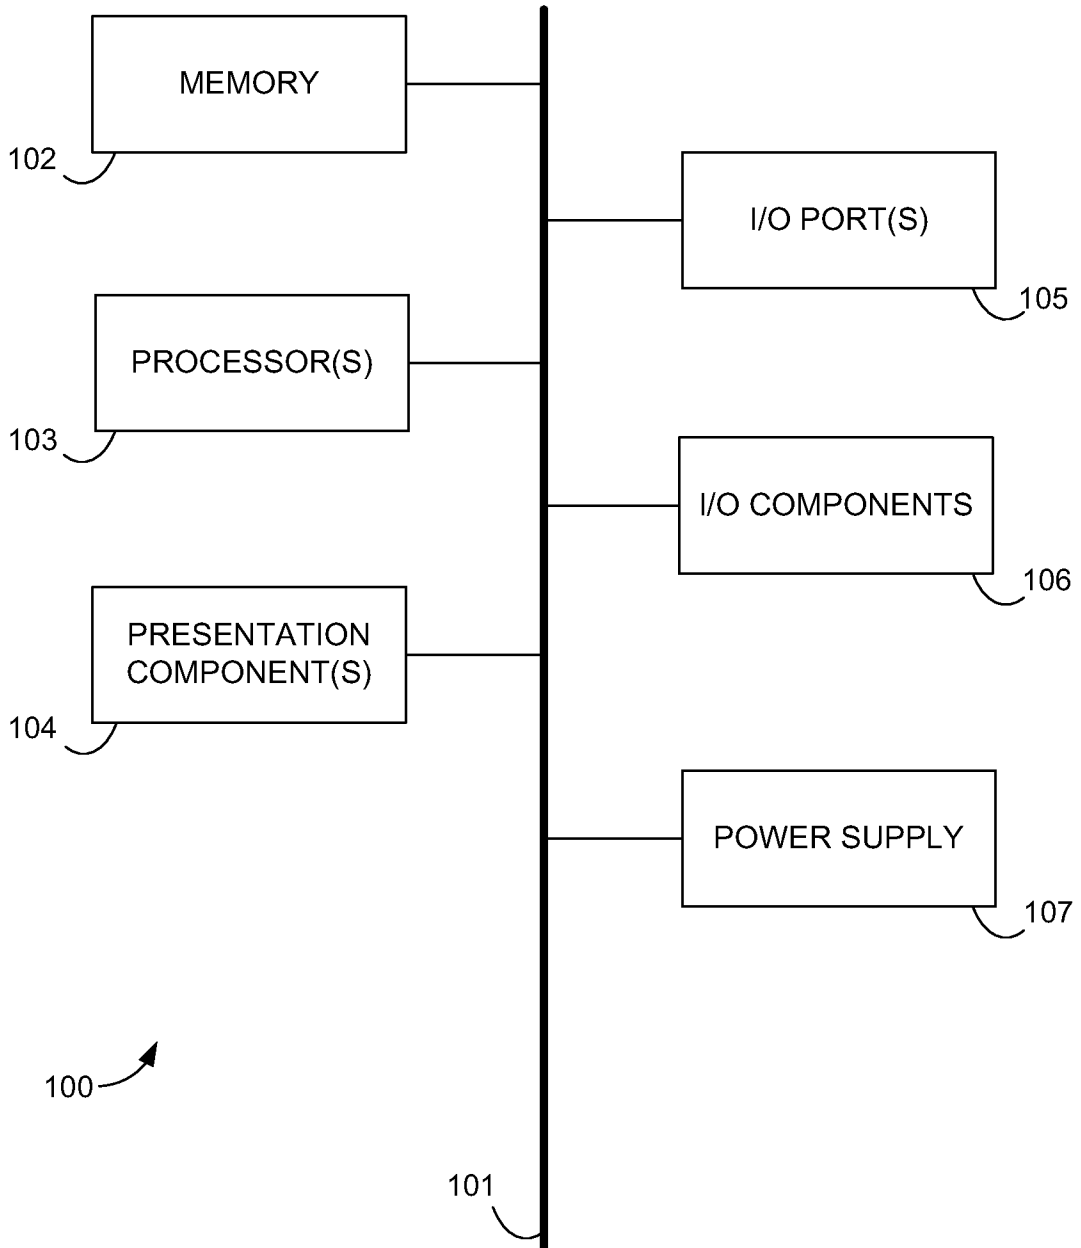 MEMORY
102
I/O PORT(S)
105
PROCESSOR(S)
103
I/O COMPONENTS
106
PRESENTATION
COMPONENT(S)
104
POWER SUPPLY
107
100
101